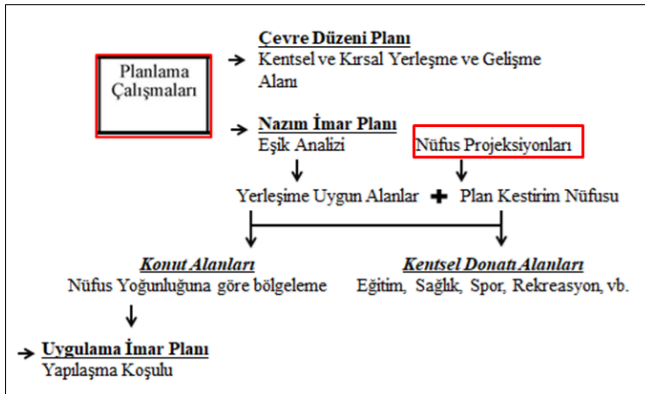 Planlama
Çalışmaları
Çevre Düzeni Planı
Kentsel ve Kırsal Yerleşme ve Gelişme
Alanı
Nazım İmar Planı
Eşik Analizi
Nüfus Projeksiyonları
Yerleşime Uygun Alanlar + Plan Kestirim Nüfusu
Konut Alanları
Nüfus Yoğunluğuna göre bölgeleme
Kentsel Donatı Alanları
Eğitim, Sağlık, Spor, Rekreasyon, vb.
Uygulama İmar Planı
Yapılaşma Koşulu